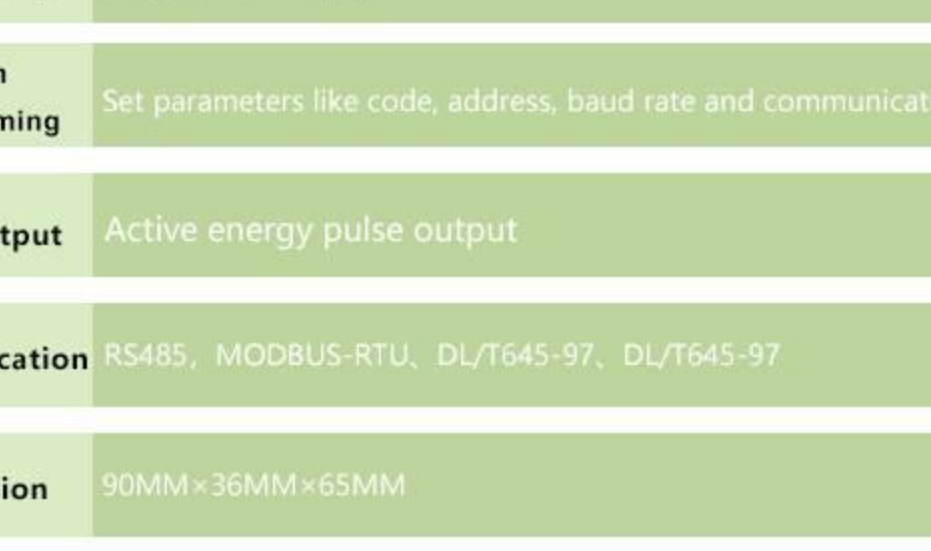 n
ming
Set parameters like code, address, baud rate and communicat
tput
Active energy pulse output
cation
RS485，MODBUS-RTU、DL/T645-97、DL/T645-97
ion
90MM×36MM×65MM